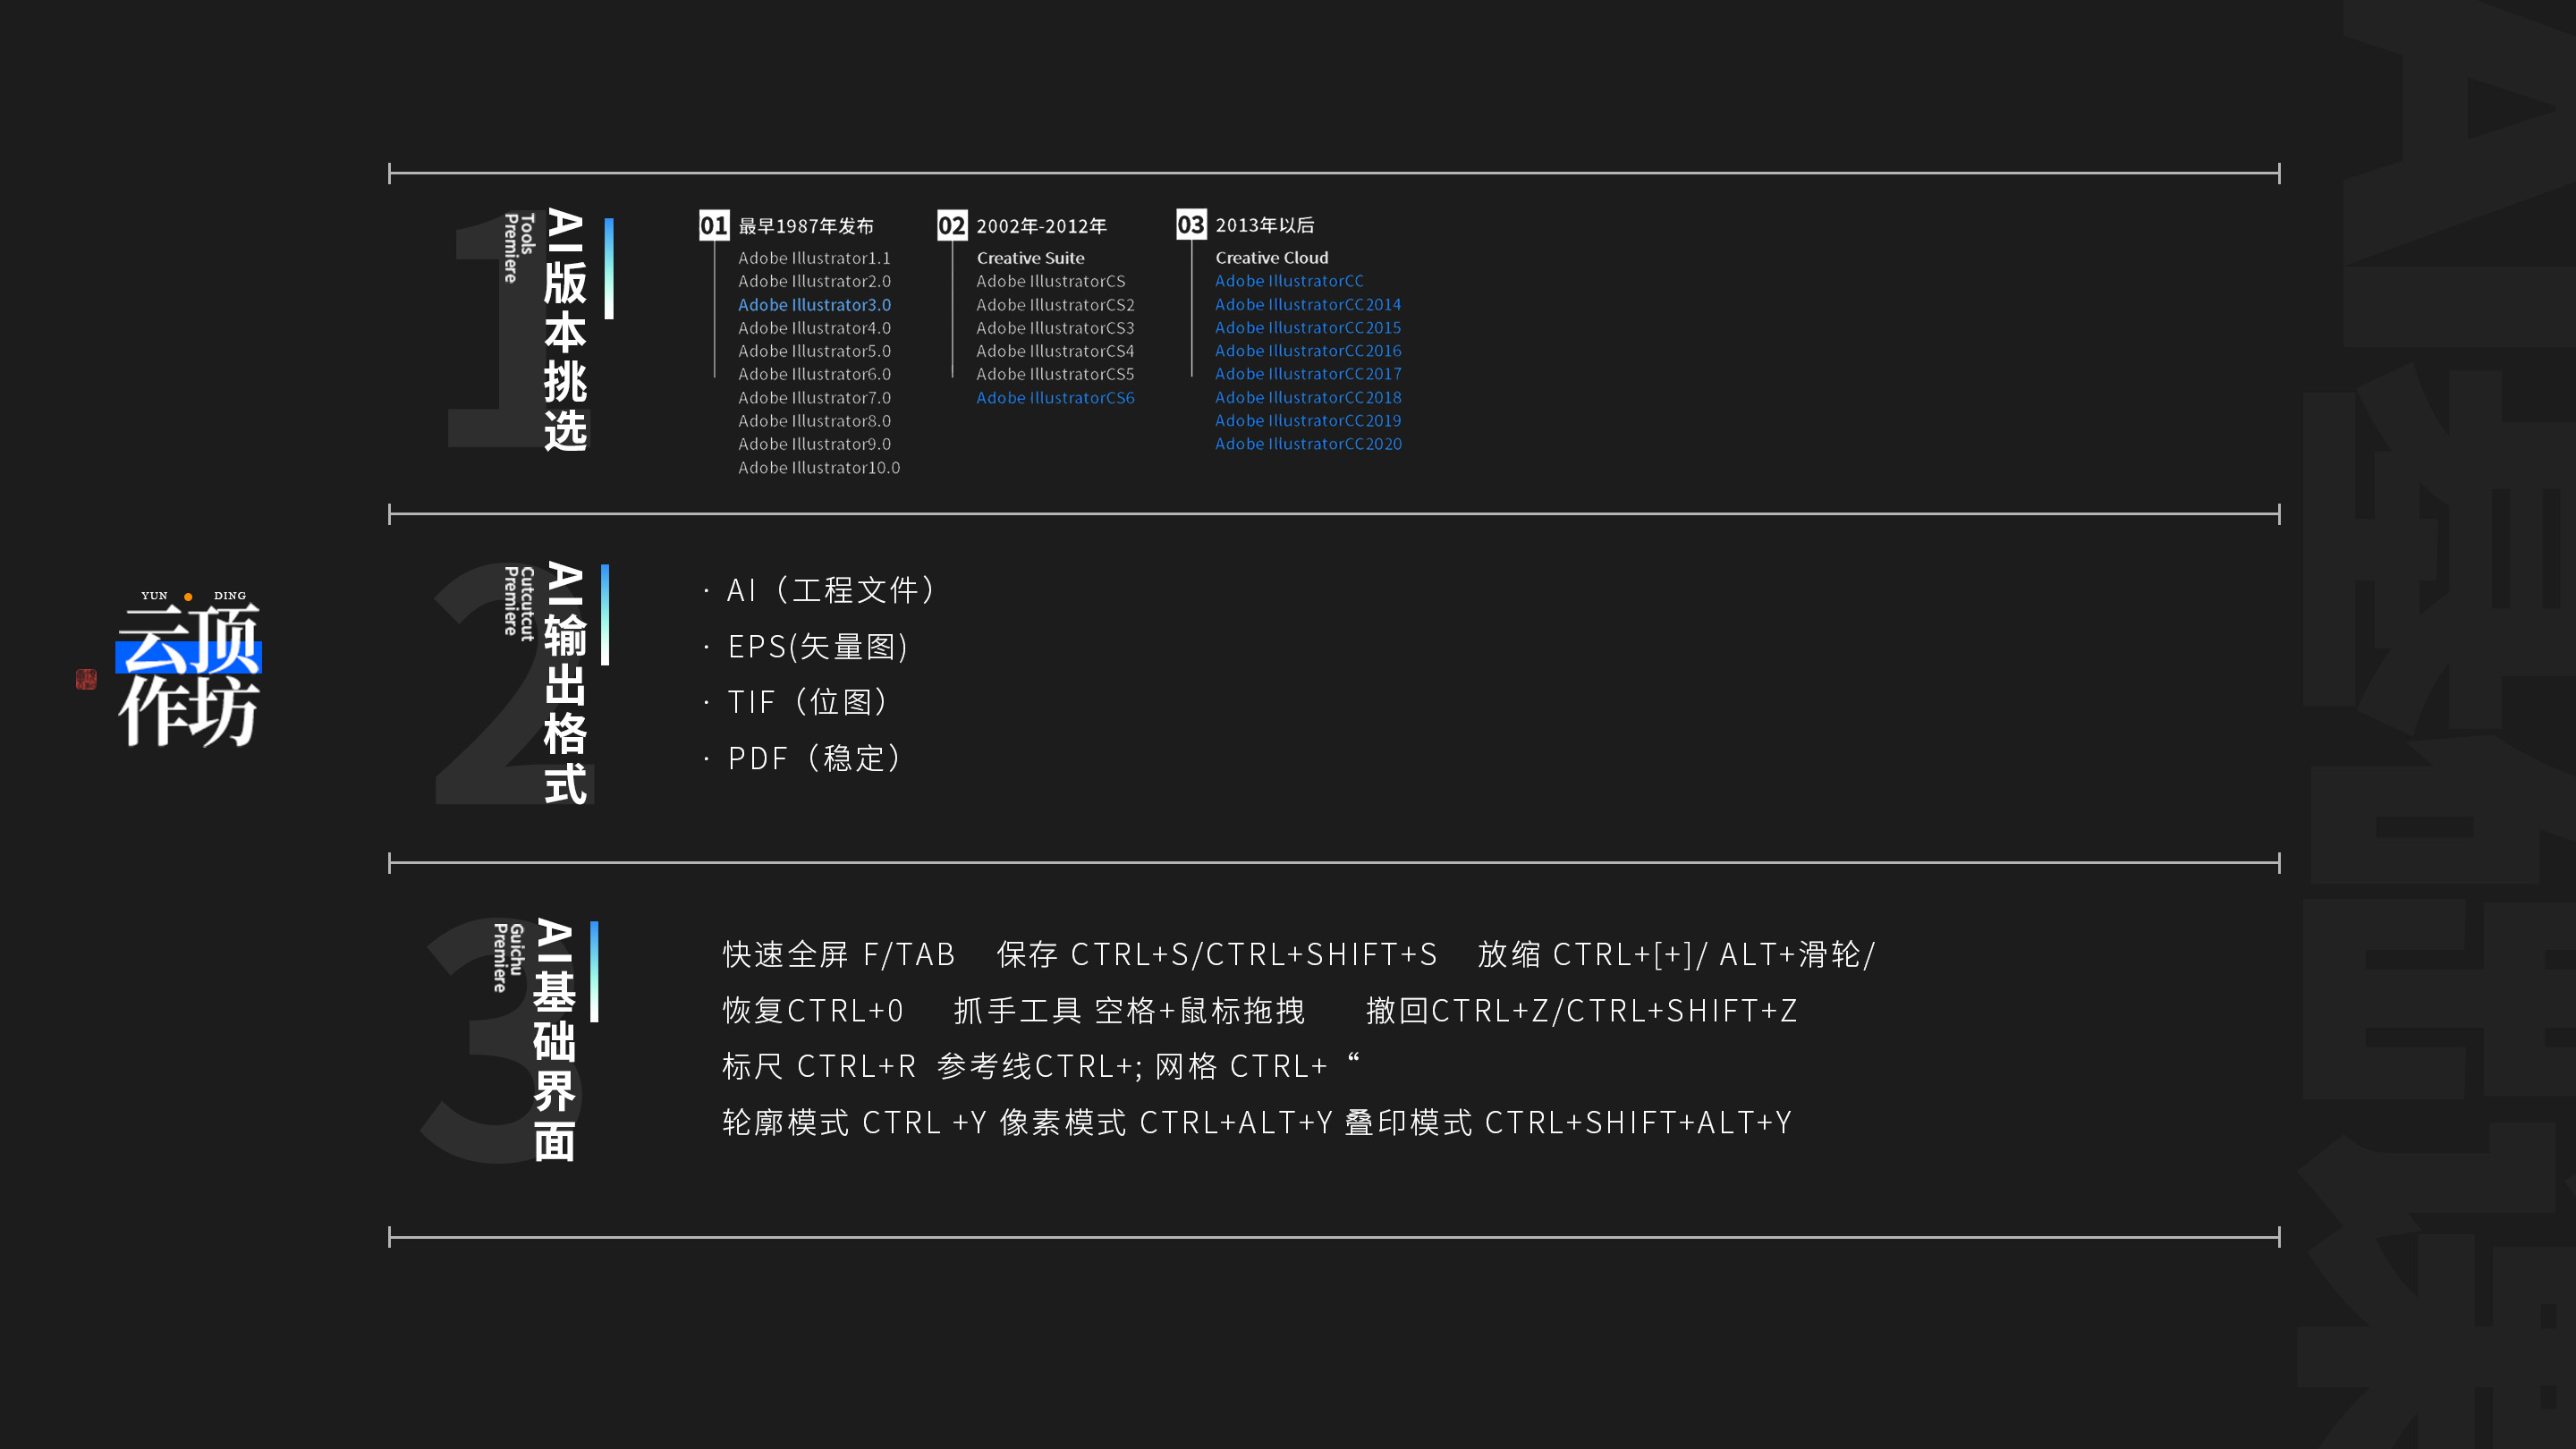 YUN DING
云顶
作坊
AI版本挑选
Tools
Premiere
01 最早1987年发布
Adobe Illustrator1.1
Adobe Illustrator2.0
Adobe Illustrator3.0
Adobe Illustrator4.0
Adobe Illustrator5.0
Adobe Illustrator6.0
Adobe Illustrator7.0
Adobe Illustrator8.0
Adobe Illustrator9.0
Adobe Illustrator10.0
02 2002年-2012年
Creative Suite
Adobe IllustratorCS
Adobe IllustratorCS2
Adobe IllustratorCS3
Adobe IllustratorCS4
Adobe IllustratorCS5
Adobe IllustratorCS6
03 2013年以后
Creative Cloud
Adobe IllustratorCC
Adobe IllustratorCC2014
Adobe IllustratorCC2015
Adobe IllustratorCC2016
Adobe IllustratorCC2017
Adobe IllustratorCC2018
Adobe IllustratorCC2019
Adobe IllustratorCC2020
1
AI输出格式
Cutcutcut
Premiere
· AI（工程文件）
· EPS(矢量图)
· TIF（位图）
· PDF（稳定）
2
AI基础界面
Guichu
Premiere
快速全屏 F/TAB 保存 CTRL+S/CTRL+SHIFT+S 放缩 CTRL+[+]/ ALT+滑轮/
恢复CTRL+0 抓手工具 空格+鼠标拖拽 撤回CTRL+Z/CTRL+SHIFT+Z
标尺 CTRL+R 参考线CTRL+; 网格 CTRL+“
轮廓模式 CTRL +Y 像素模式 CTRL+ALT+Y 叠印模式 CTRL+SHIFT+ALT+Y
3